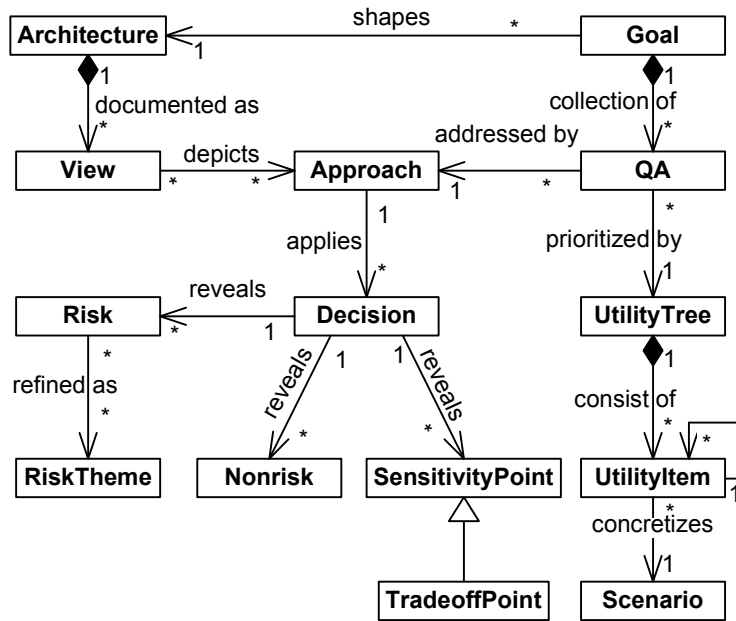 shapes
Architecture
1
*
Goal
1
documented as
*
1
collection of
*
View
depicts
*
*
Approach
addressed by
1
*
QA
1
applies
*
*
prioritized by
1
Risk
reveals
*
1
Decision
UtilityTree
*
refined as
*
1
reveals
*
1
reveals
*
1
consist of
*
*
RiskTheme
Nonrisk
SensitivityPoint
UtilityItem
1
*
concretizes
1
TradeoffPoint
Scenario